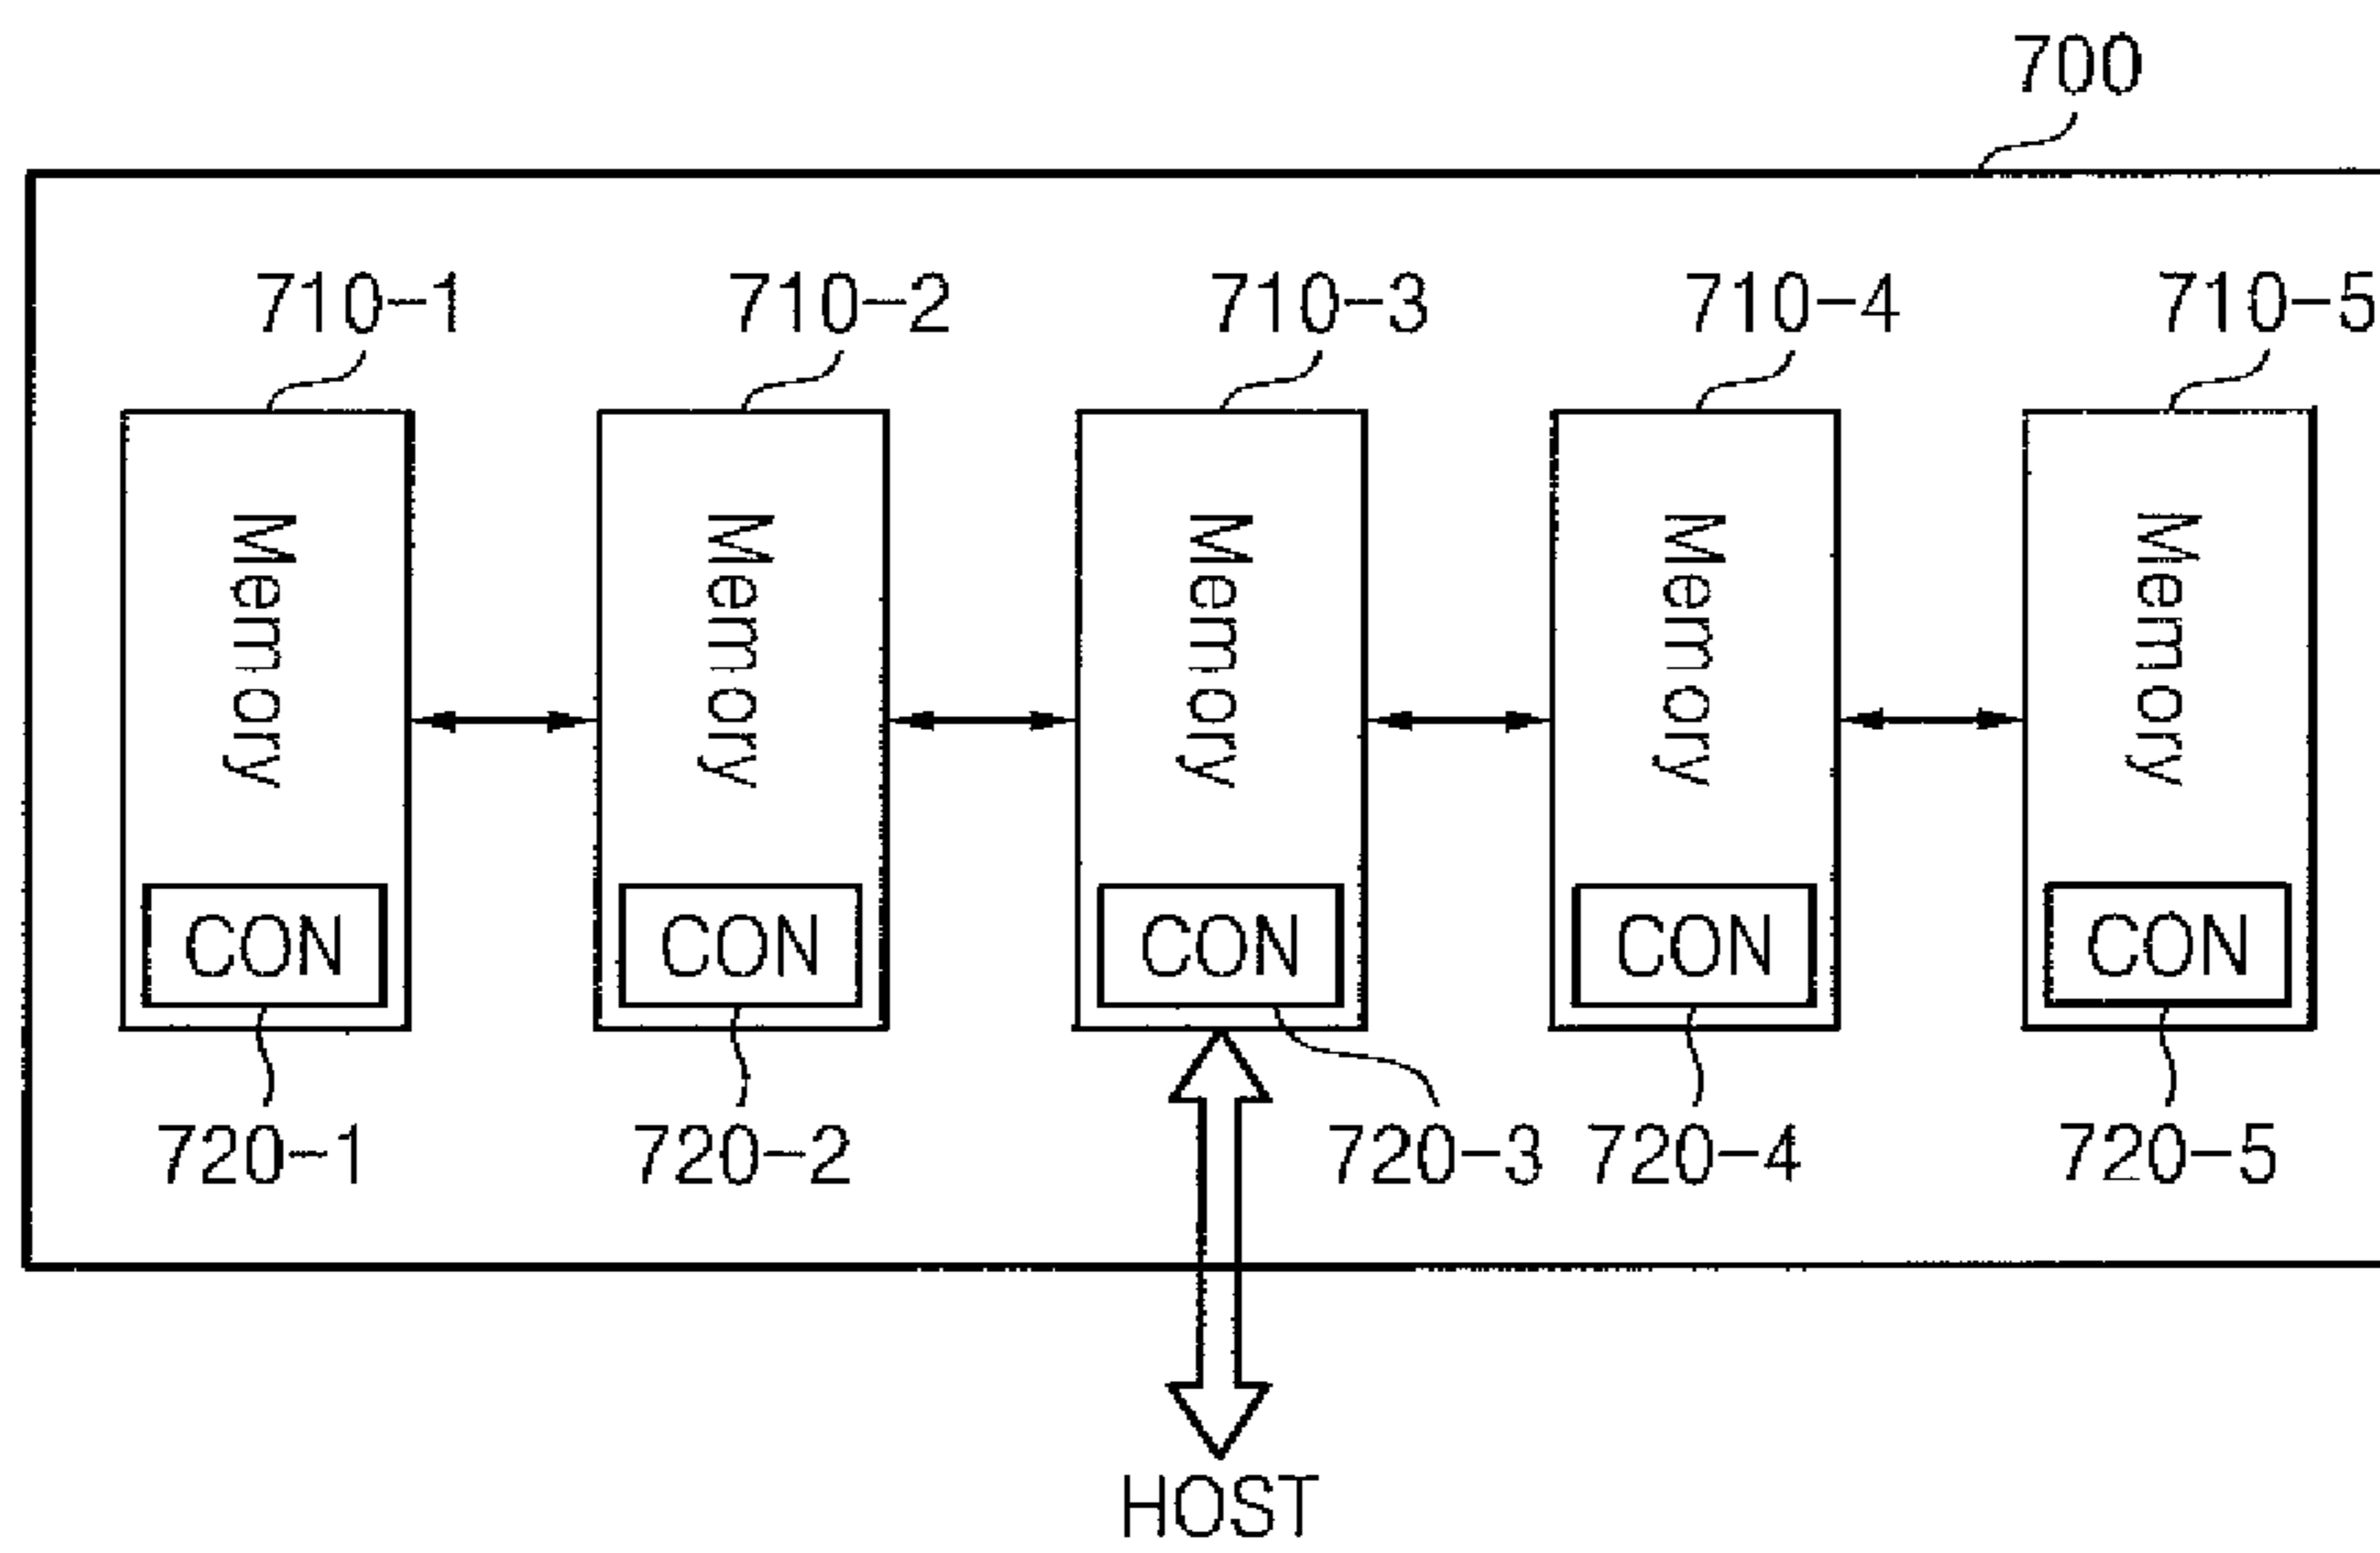 700
710-1 710-2 710-3 710-4 710-5
Memory Memory Memory Memory Memory
CON CON CON CON CON
720-1 720-2 720-3 720-4 720-5
HOST